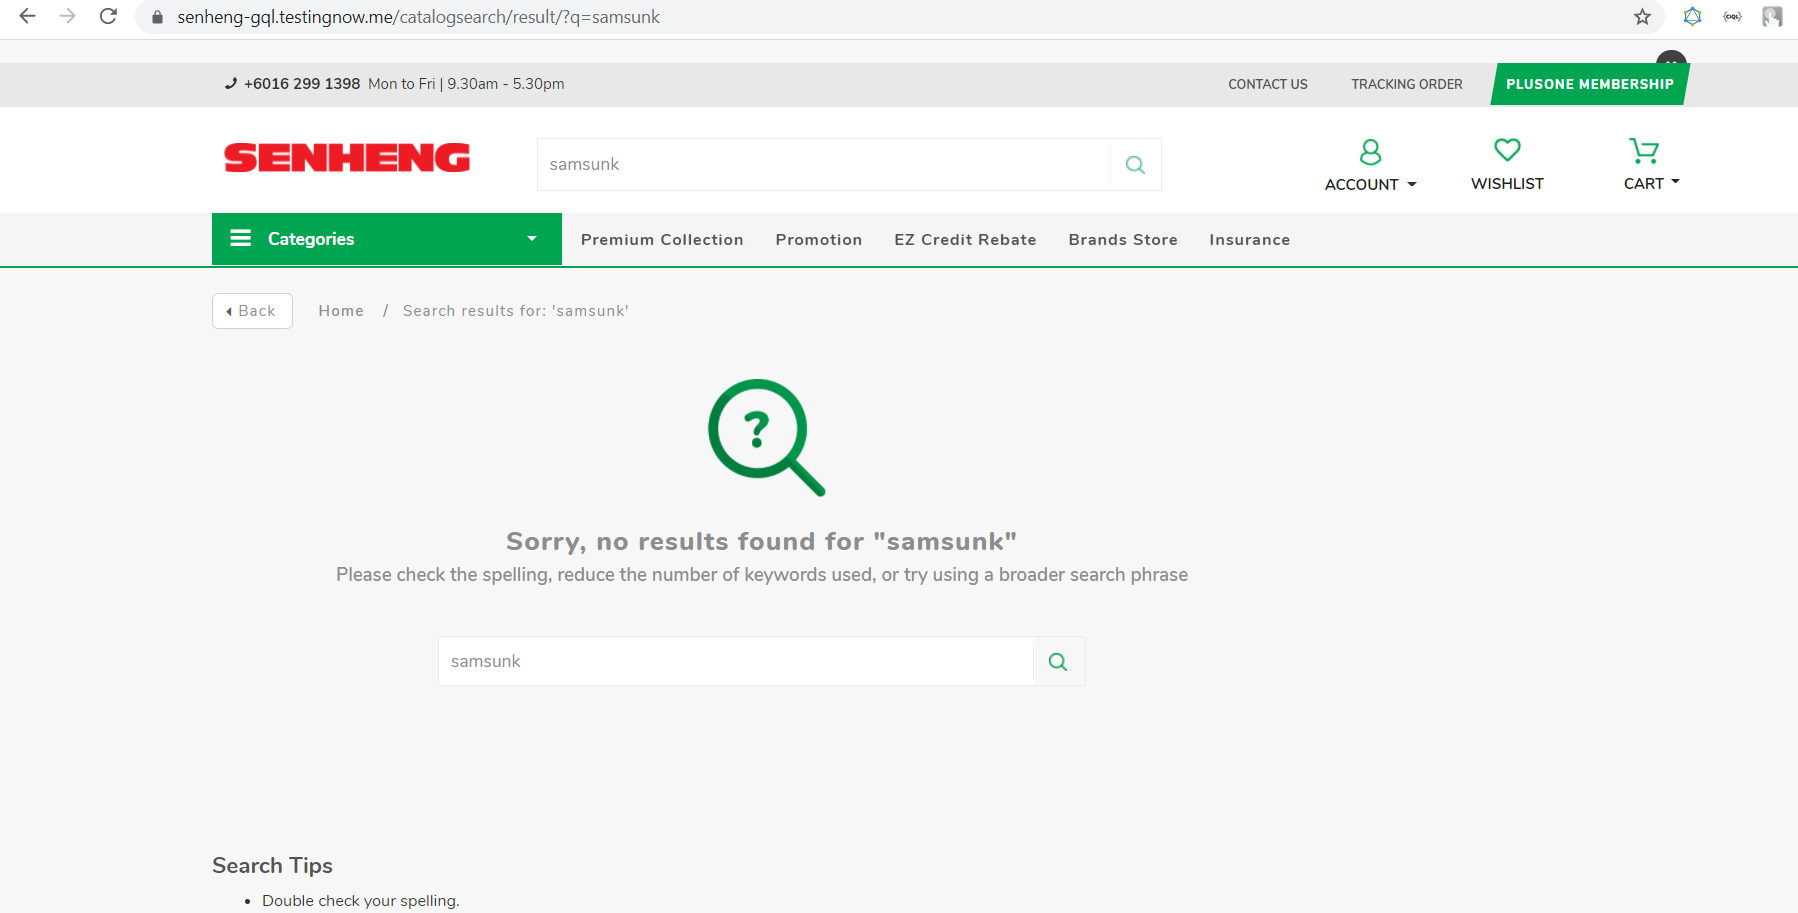 senheng-gql.testingnow.me/catalogsearch/result/?q=samsunk
+6016 299 1398 Mon to Fri | 9.30am - 5.30pm CONTACT US TRACKING ORDER PLUSONE MEMBERSHIP
SENHENG samsunk ACCOUNT WISHLIST CART
Categories Premium Collection Promotion EZ Credit Rebate Brands Store Insurance
Back Home / Search results for: 'samsunk'
?
Sorry, no results found for "samsunk"
Please check the spelling, reduce the number of keywords used, or try using a broader search phrase
samsunk
Search Tips
• Double check your spelling.